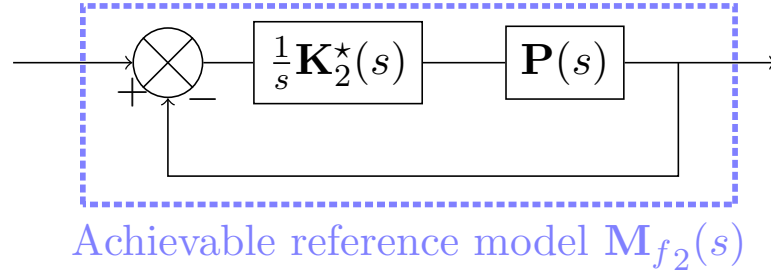 1/s K₂⋆(s) P(s)
+ −
Achievable reference model M_f₂(s)